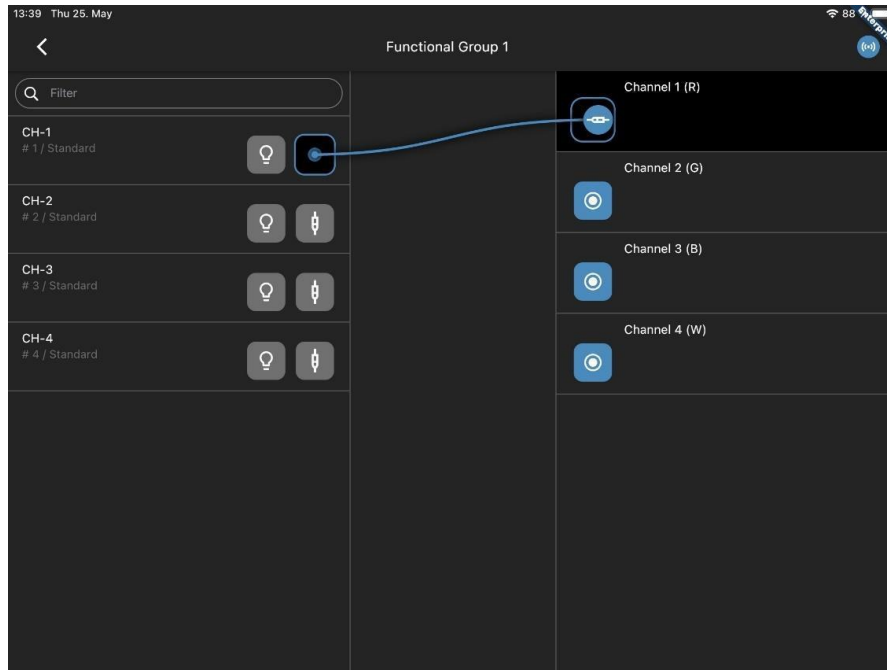 13:39 Thu 25. May
88
Functional Group 1
Filter
CH-1
# 1 / Standard
CH-2
# 2 / Standard
CH-3
# 3 / Standard
CH-4
# 4 / Standard
Channel 1 (R)
Channel 2 (G)
Channel 3 (B)
Channel 4 (W)